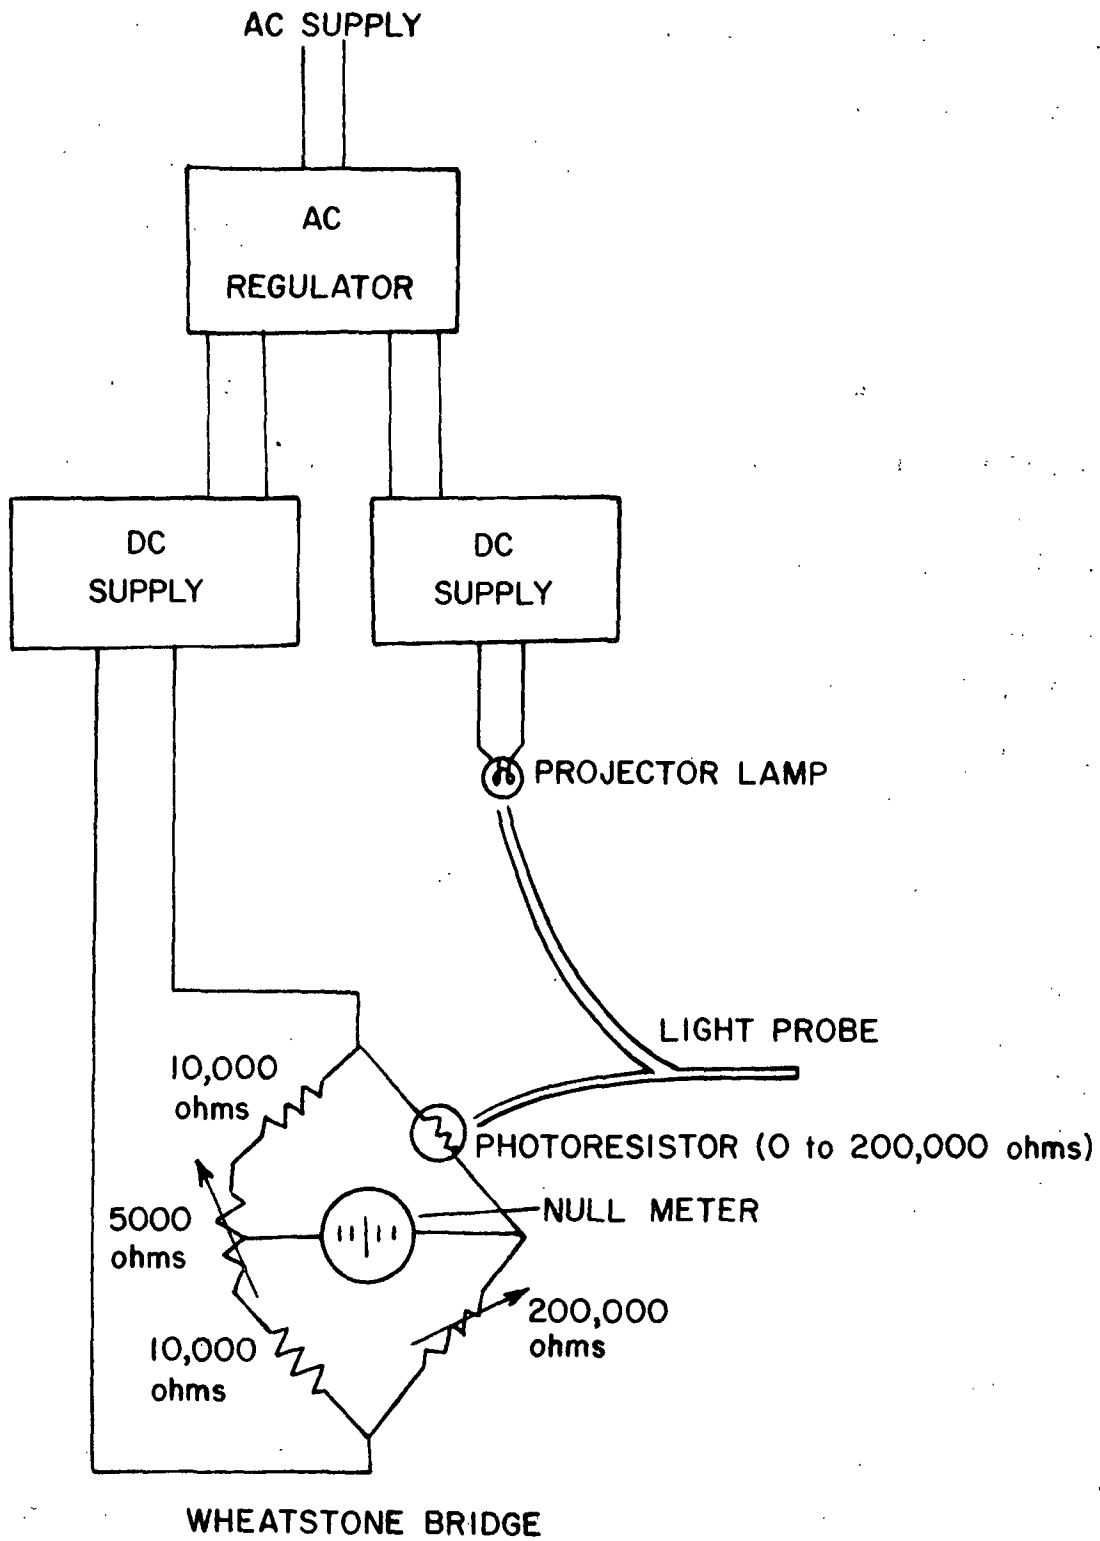 AC SUPPLY
AC
REGULATOR
DC
SUPPLY
DC
SUPPLY
PROJECTOR LAMP
LIGHT PROBE
10,000
ohms
PHOTORESISTOR (0 to 200,000 ohms)
NULL METER
5000
ohms
200,000
ohms
10,000
ohms
WHEATSTONE BRIDGE